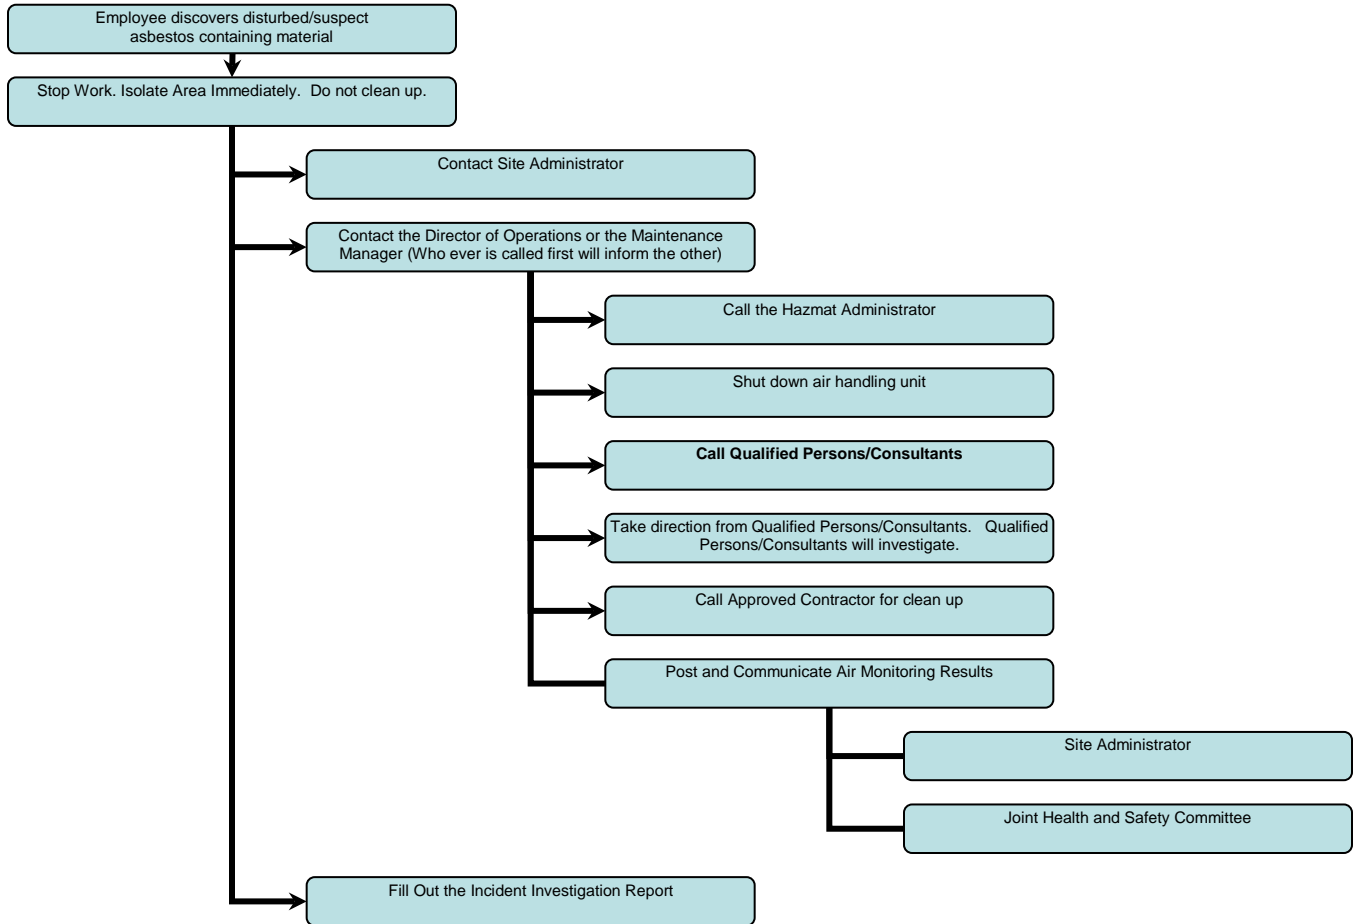 Employee discovers disturbed/suspect
asbestos containing material
Stop Work. Isolate Area Immediately.  Do not clean up.
Contact Site Administrator
Contact the Director of Operations or the Maintenance
Manager (Who ever is called first will inform the other)
Call the Hazmat Administrator
Shut down air handling unit
Call Qualified Persons/Consultants
Take direction from Qualified Persons/Consultants.   Qualified
Persons/Consultants will investigate.
Call Approved Contractor for clean up
Post and Communicate Air Monitoring Results
Site Administrator
Joint Health and Safety Committee
Fill Out the Incident Investigation Report